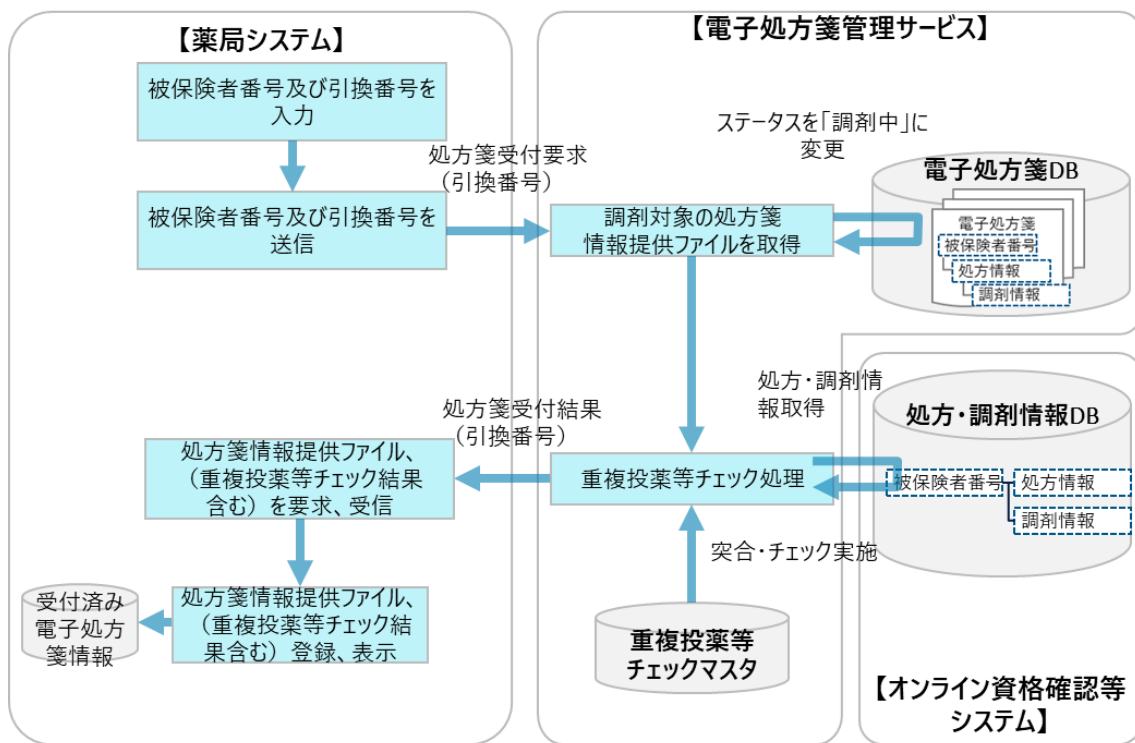 【薬局システム】
被保険者番号及び引換番号を
入力
被保険者番号及び引換番号を
送信
処方箋受付要求
（引換番号）
【電子処方箋管理サービス】
ステータスを「調剤中」に
変更
調剤対象の処方箋
情報提供ファイルを取得
電子処方箋DB
電子処方箋
被保険者番号
処方情報
調剤情報
処方・調剤情
報取得
処方箋受付結果
（引換番号）
重複投薬等チェック処理
処方・調剤情報DB
被保険者番号
処方情報
調剤情報
処方箋情報提供ファイル、
（重複投薬等チェック結果
含む）を要求、受信
突合・チェック実施
重複投薬等
チェックマスタ
処方箋情報提供ファイル、
（重複投薬等チェック結
果含む）登録、表示
受付済み
電子処方
箋情報
【オンライン資格確認等
システム】